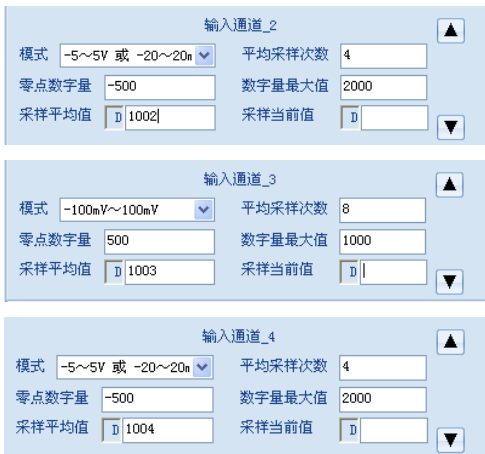 输入通道_2
模式 -5~5V 或 -20~20m 平均采样次数 4
零点数字量 -500 数字量最大值 2000
采样平均值 D 1002 采样当前值 D
输入通道_3
模式 -100mV~100mV 平均采样次数 8
零点数字量 500 数字量最大值 1000
采样平均值 D 1003 采样当前值 D
输入通道_4
模式 -5~5V 或 -20~20m 平均采样次数 4
零点数字量 -500 数字量最大值 2000
采样平均值 D 1004 采样当前值 D